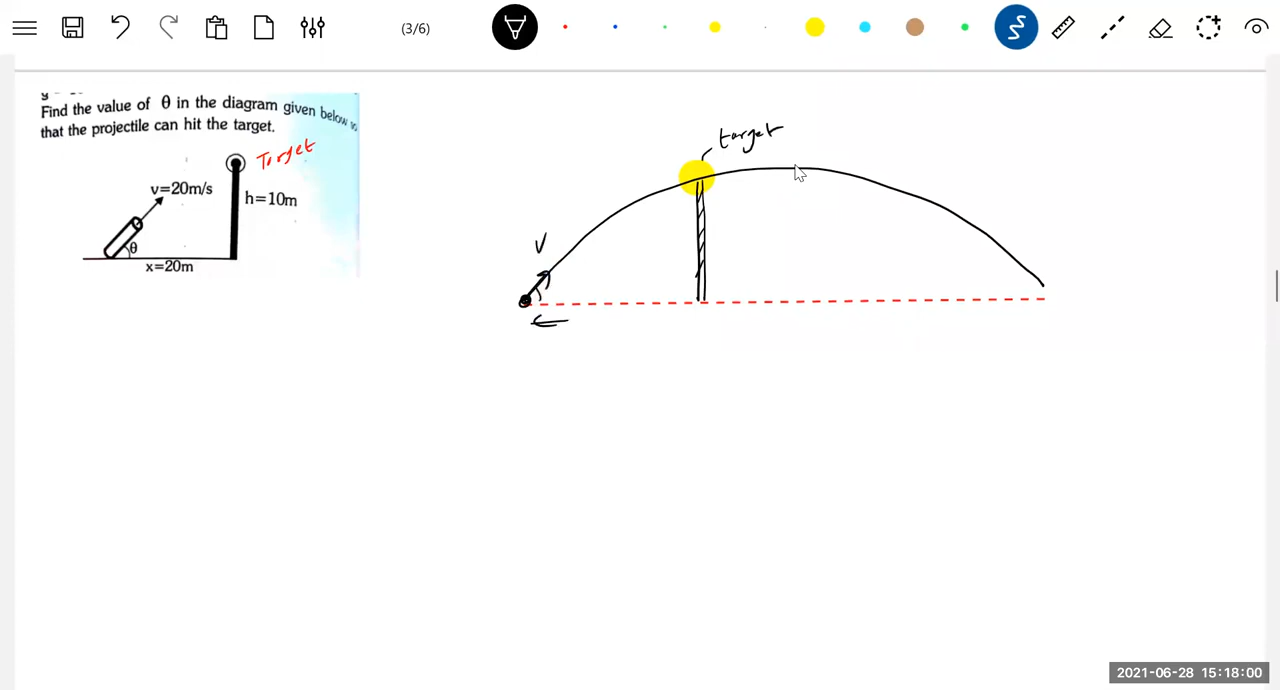 (3/6)
Find the value of θ in the diagram given below so
that the projectile can hit the target.
Target
v=20m/s
h=10m
θ
x=20m
target
V
2021-06-28 15:18:00